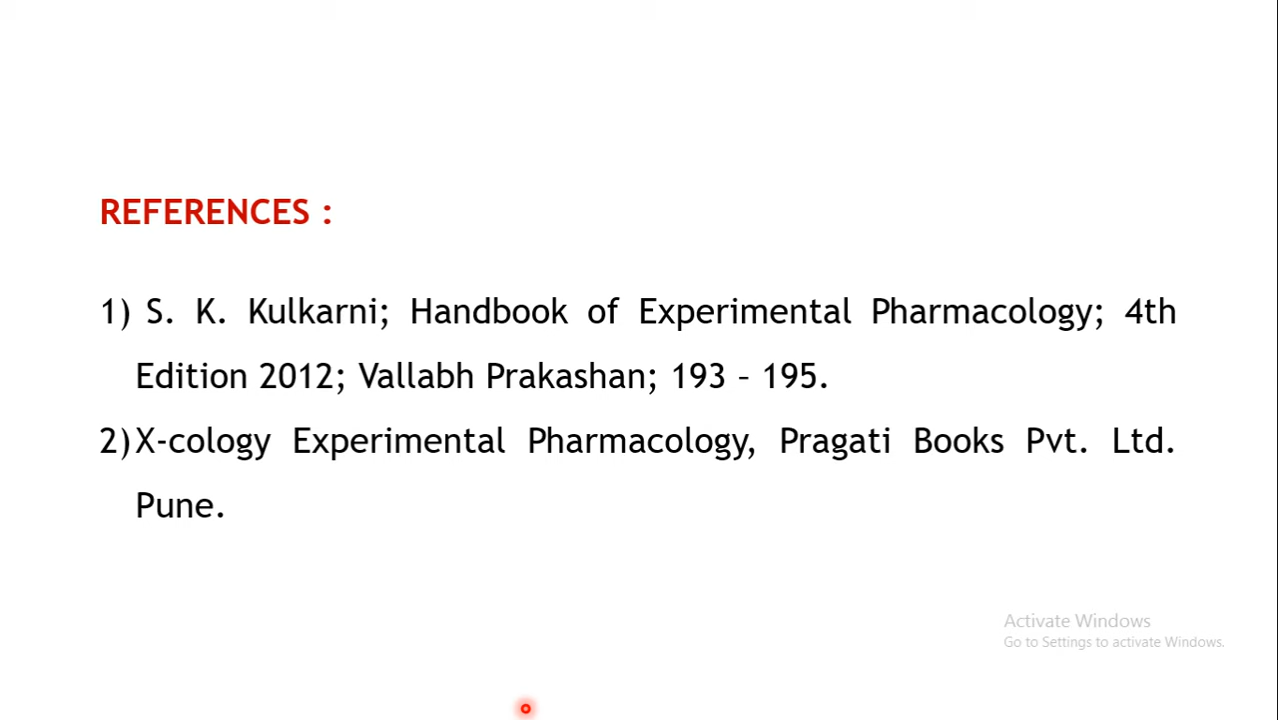 REFERENCES :
1) S. K. Kulkarni; Handbook of Experimental Pharmacology; 4th
Edition 2012; Vallabh Prakashan; 193 – 195.
2)X-cology Experimental Pharmacology, Pragati Books Pvt. Ltd.
Pune.
Activate Windows
Go to Settings to activate Windows.